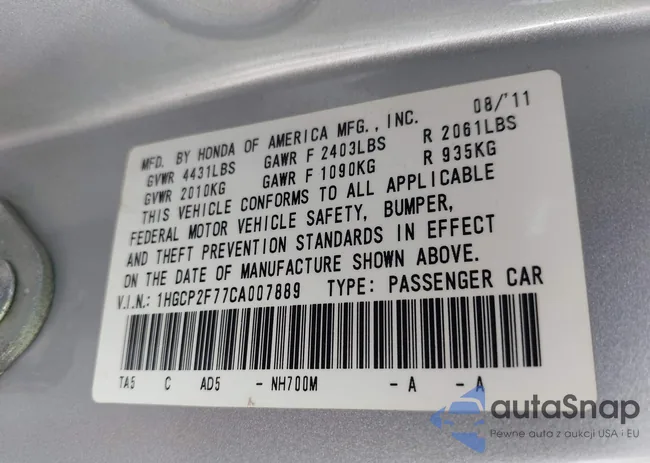 MFD. BY HONDA OF AMERICA MFG., INC. 08/'11
GVWR 4431LBS GAWR F 2403LBS R 2061LBS
GVWR 2010KG GAWR F 1090KG R 935KG
THIS VEHICLE CONFORMS TO ALL APPLICABLE
FEDERAL MOTOR VEHICLE SAFETY, BUMPER,
AND THEFT PREVENTION STANDARDS IN EFFECT
ON THE DATE OF MANUFACTURE SHOWN ABOVE.
V.I.N.: 1HGCP2F77CA007889 TYPE: PASSENGER CAR
TA5 C AD5 - NH700M - A - A
autaSnap
Pewne auta z aukcji USA i EU